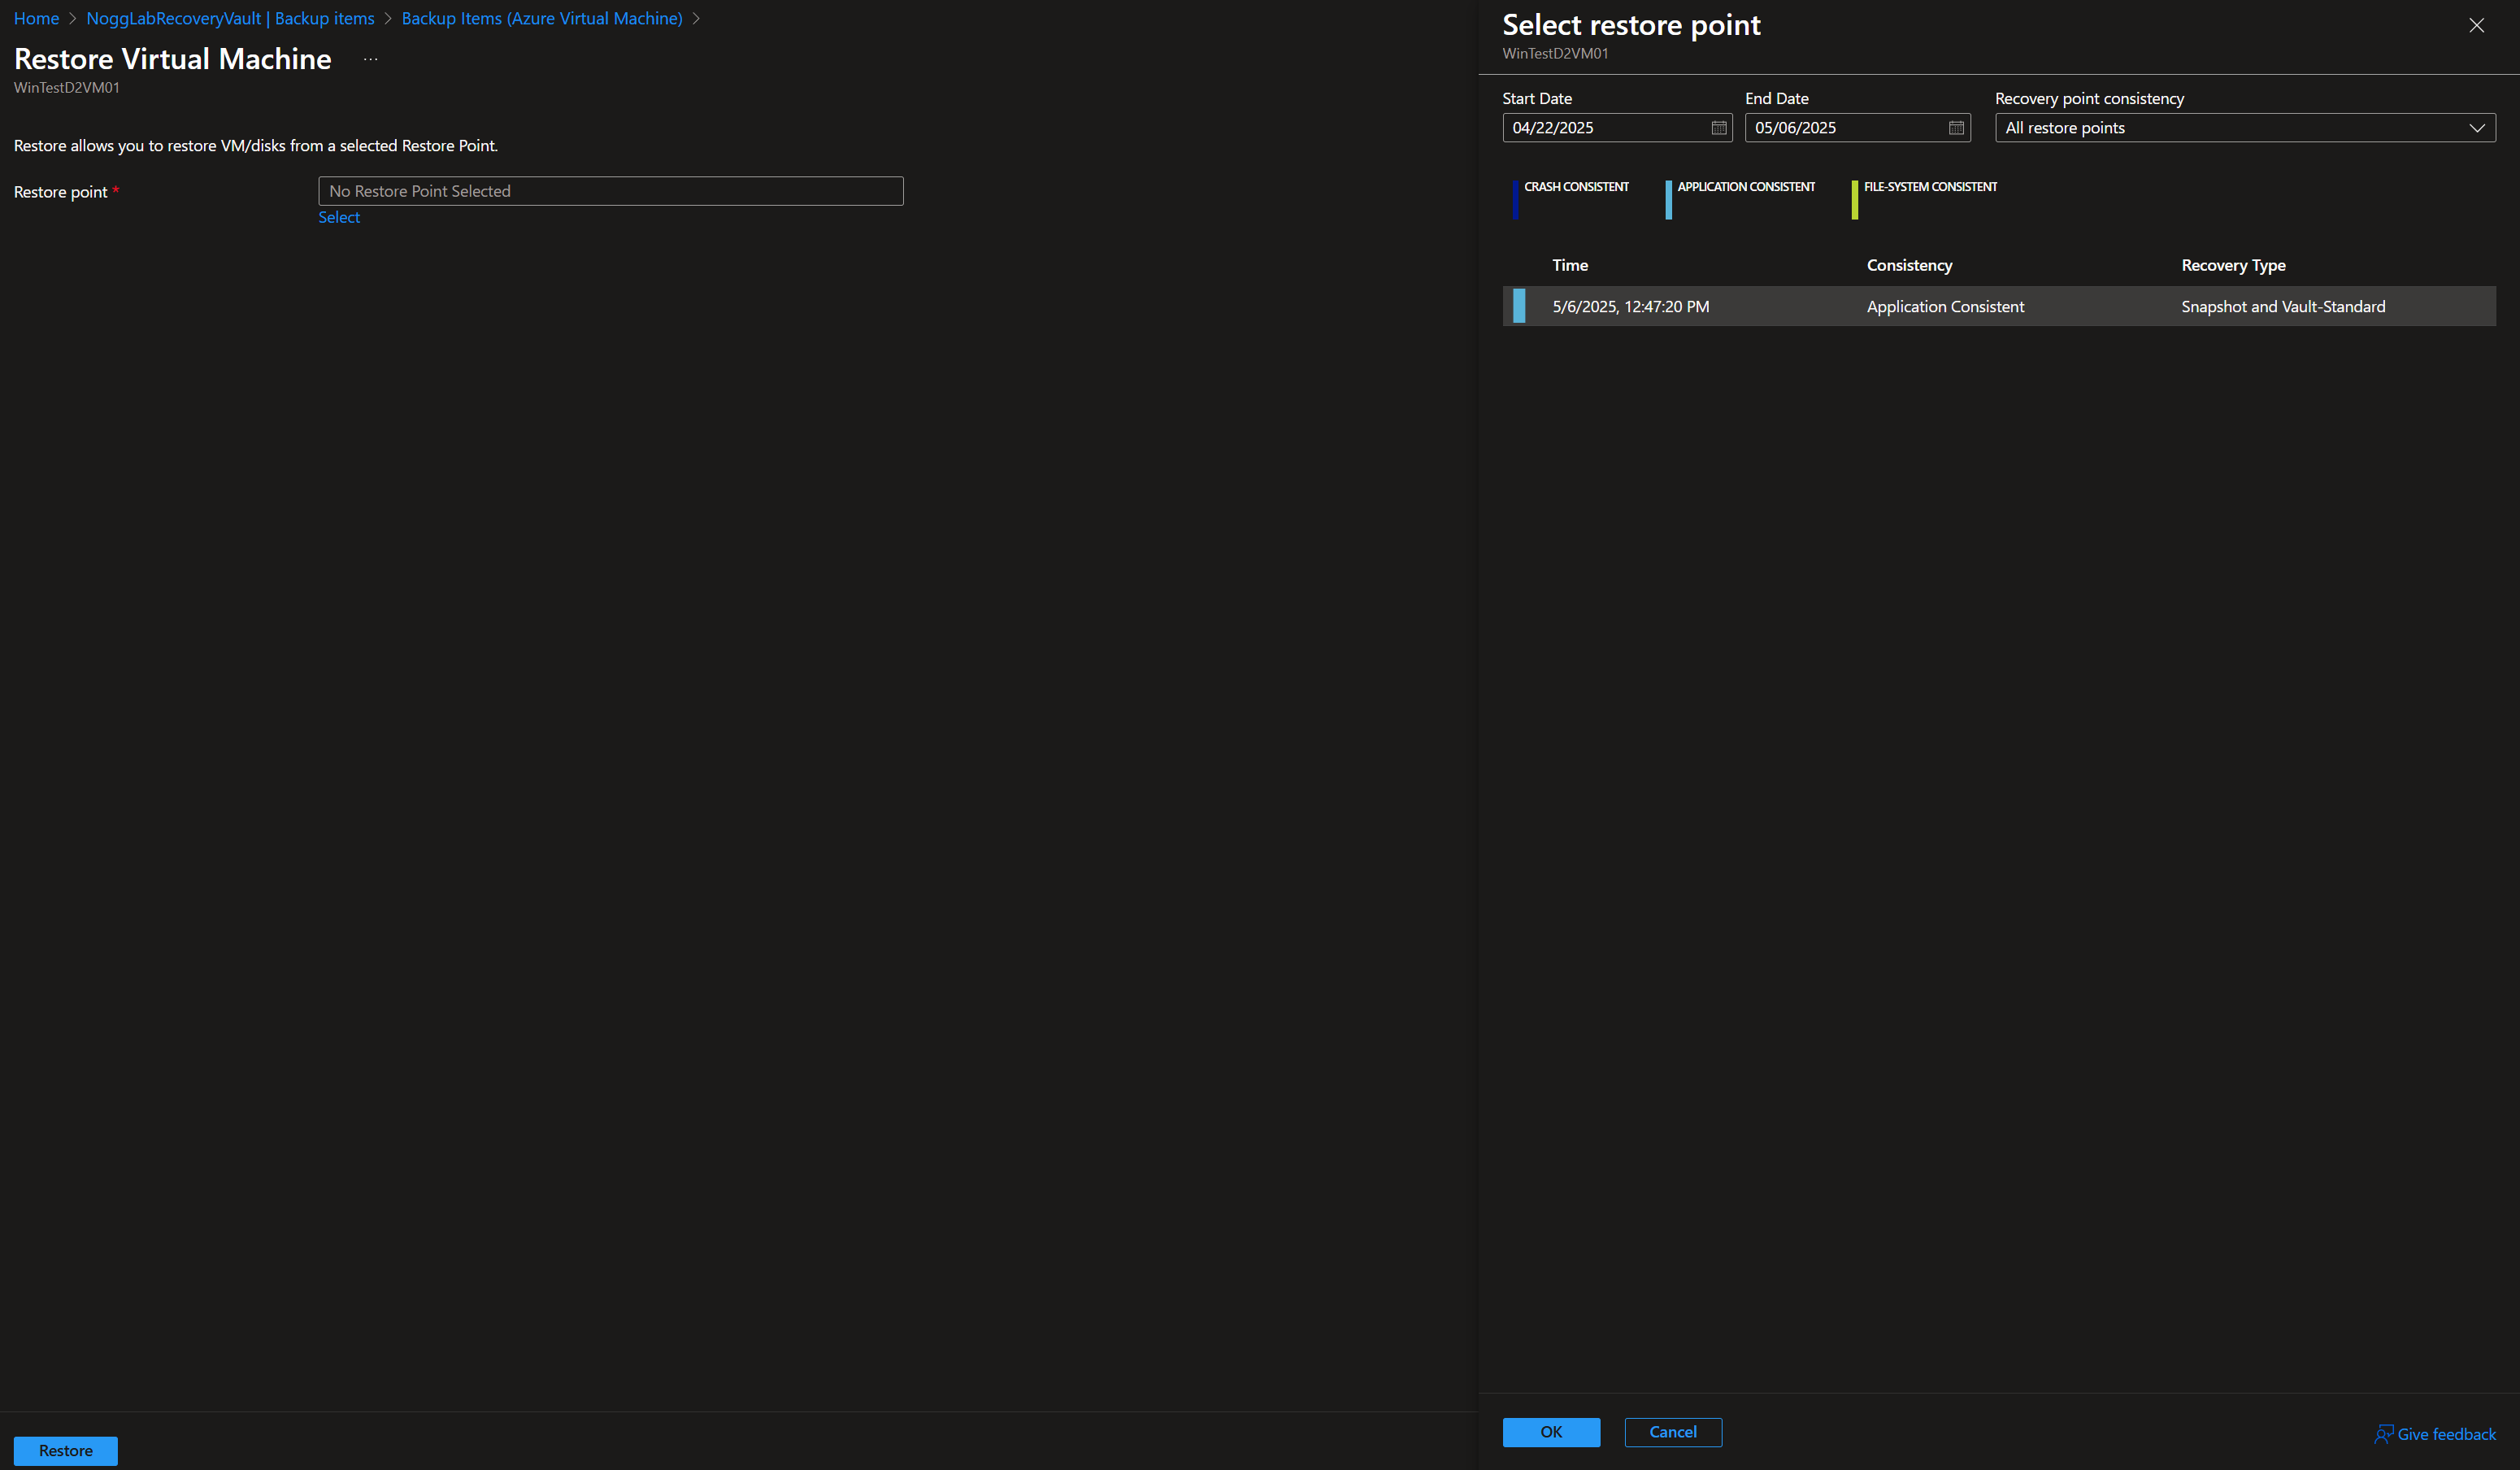 Home > NoggLabRecoveryVault | Backup items > Backup Items (Azure Virtual Machine) >
Restore Virtual Machine ...
WinTestD2VM01
Restore allows you to restore VM/disks from a selected Restore Point.
Restore point *
No Restore Point Selected
Select
Restore
Select restore point
WinTestD2VM01
Start Date End Date Recovery point consistency
04/22/2025 05/06/2025 All restore points
CRASH CONSISTENT APPLICATION CONSISTENT FILE-SYSTEM CONSISTENT
Time Consistency Recovery Type
5/6/2025, 12:47:20 PM Application Consistent Snapshot and Vault-Standard
OK Cancel Give feedback